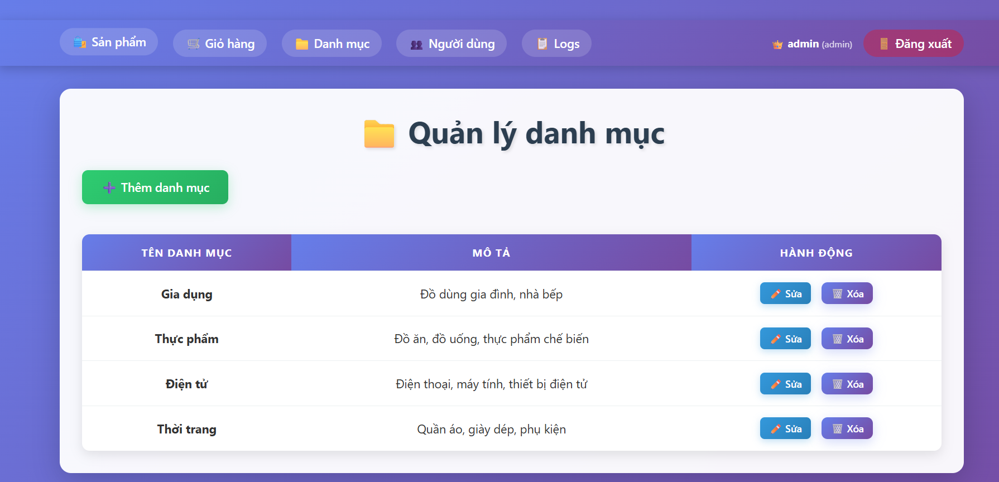 Sản phẩm Giỏ hàng Danh mục Người dùng Logs admin (admin) Đăng xuất
Quản lý danh mục
Thêm danh mục
TÊN DANH MỤC MÔ TẢ HÀNH ĐỘNG
Gia dụng Đồ dùng gia đình, nhà bếp Sửa Xóa
Thực phẩm Đồ ăn, đồ uống, thực phẩm chế biến Sửa Xóa
Điện tử Điện thoại, máy tính, thiết bị điện tử Sửa Xóa
Thời trang Quần áo, giày dép, phụ kiện Sửa Xóa